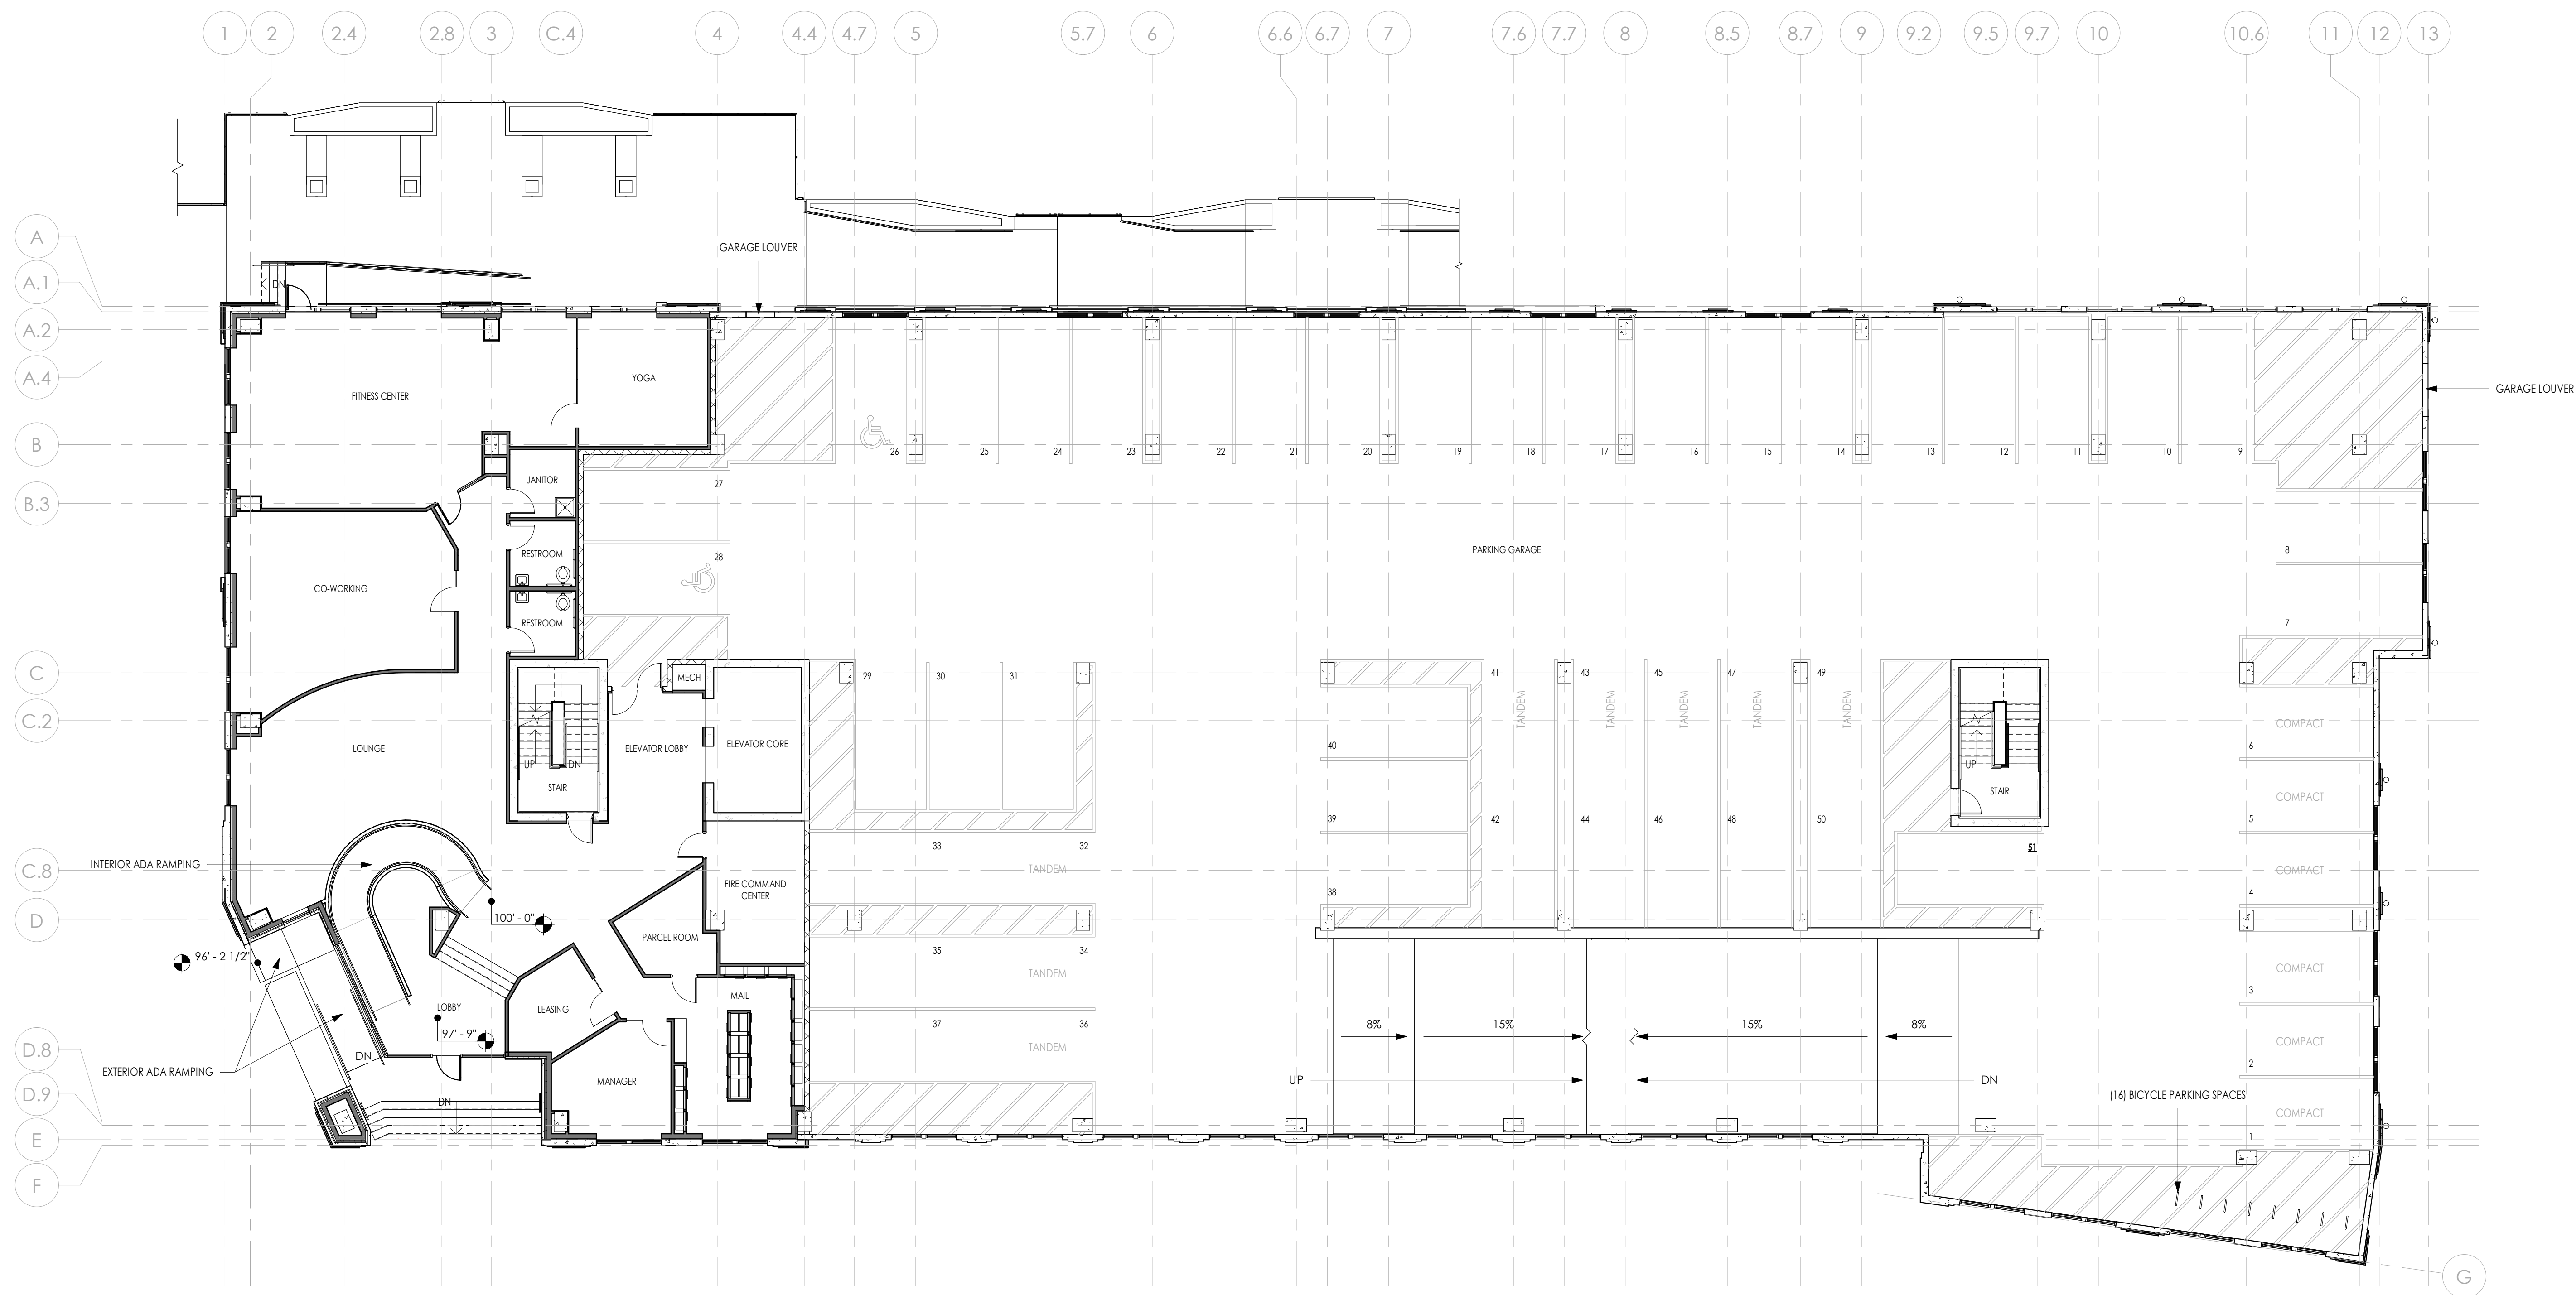 1 2 2.4 2.8 3 C.4 4 4.4 4.7 5 5.7 6 6.6 6.7 7 7.6 7.7 8 8.5 8.7 9 9.2 9.5 9.7 10 10.6 11 12 13
A
GARAGE LOUVER
A.1
DN
A.2
A.4
YOGA
GARAGE LOUVER
FITNESS CENTER
B
26 25 24 23 22 21 20 19 18 17 16 15 14 13 12 11 10 9
JANITOR
27
B.3
RESTROOM
28
PARKING GARAGE
8
CO-WORKING
RESTROOM
7
C
MECH
29 30 31
41 43 45 47 49
C.2
TANDEM TANDEM TANDEM TANDEM TANDEM
COMPACT
LOUNGE
ELEVATOR LOBBY
ELEVATOR CORE
40
6
UP DN
UP
STAIR
STAIR
COMPACT
39
42 44 46 48 50
5
33 32
51
INTERIOR ADA RAMPING
C.8
TANDEM
COMPACT
FIRE COMMAND
CENTER
38
4
D
100' - 0"
PARCEL ROOM
35 34
96' - 2 1/2"
TANDEM
COMPACT
3
MAIL
LOBBY
LEASING
37 36
8% 15% 15% 8%
97' - 9"
D.8
DN
TANDEM
COMPACT
2
EXTERIOR ADA RAMPING
MANAGER
UP DN
D.9
DN
(16) BICYCLE PARKING SPACES
COMPACT
E
1
F
G